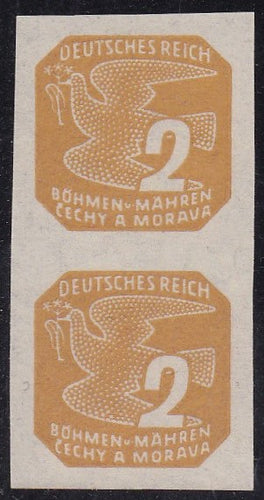 DEUTSCHES REICH
2
A
BÖHMEN u MÄHREN
ČECHY A MORAVA
DEUTSCHES REICH
2
A
BÖHMEN u MÄHREN
ČECHY A MORAVA